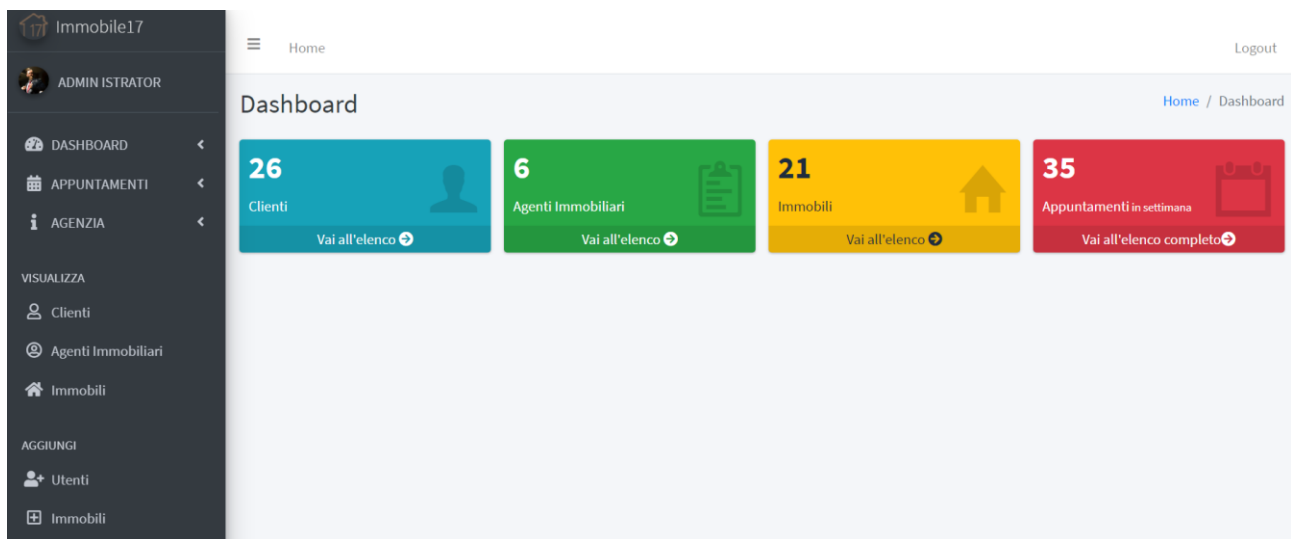 17 Immobile17
ADMIN ISTRATOR
DASHBOARD
APPUNTAMENTI
AGENZIA
VISUALIZZA
Clienti
Agenti Immobiliari
Immobili
AGGIUNGI
Utenti
Immobili
Home
Logout
Dashboard
Home / Dashboard
26
Clienti
Vai all'elenco
6
Agenti Immobiliari
Vai all'elenco
21
Immobili
Vai all'elenco
35
Appuntamenti in settimana
Vai all'elenco completo